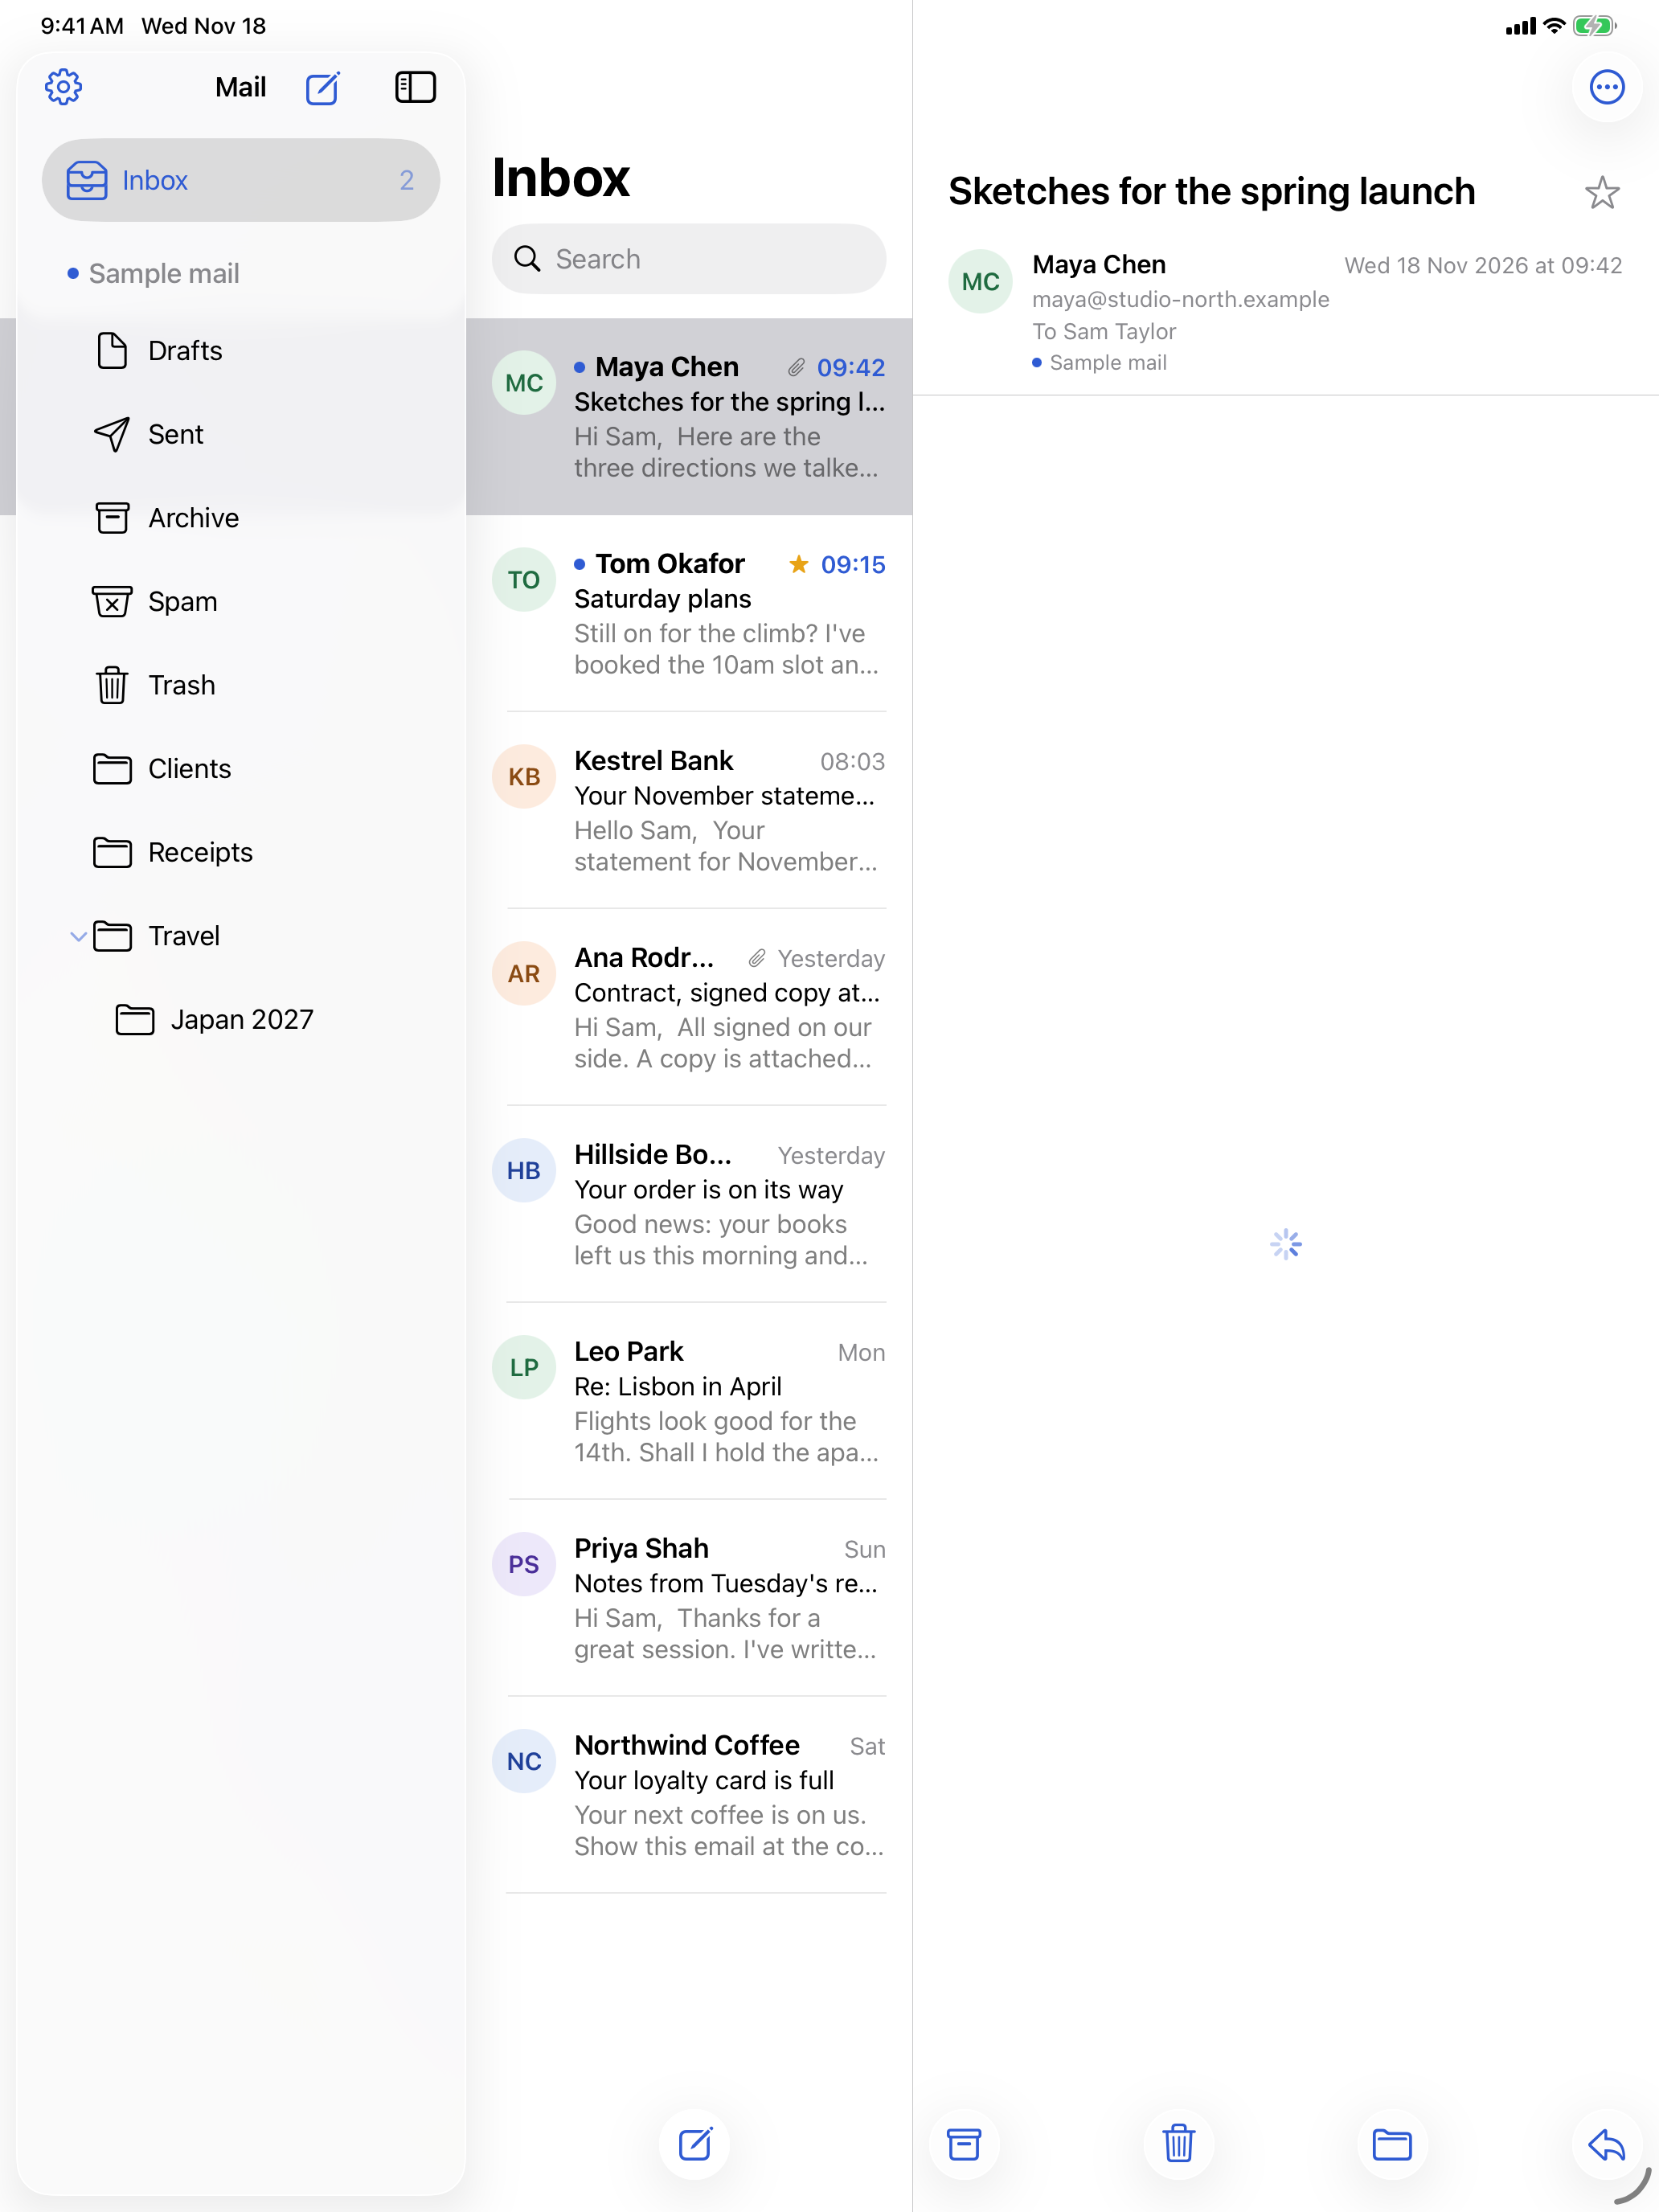 9:41 AM Wed Nov 18
Mail
Inbox 2
Sample mail
Drafts
Sent
Archive
Spam
Trash
Clients
Receipts
Travel
Japan 2027
Inbox
Search
MC
Maya Chen 09:42
Sketches for the spring l...
Hi Sam, Here are the
three directions we talke...
TO
Tom Okafor 09:15
Saturday plans
Still on for the climb? I've
booked the 10am slot an...
KB
Kestrel Bank 08:03
Your November stateme...
Hello Sam, Your
statement for November...
AR
Ana Rodr... Yesterday
Contract, signed copy at...
Hi Sam, All signed on our
side. A copy is attached...
HB
Hillside Bo... Yesterday
Your order is on its way
Good news: your books
left us this morning and...
LP
Leo Park Mon
Re: Lisbon in April
Flights look good for the
14th. Shall I hold the apa...
PS
Priya Shah Sun
Notes from Tuesday's re...
Hi Sam, Thanks for a
great session. I've writte...
NC
Northwind Coffee Sat
Your loyalty card is full
Your next coffee is on us.
Show this email at the co...
Sketches for the spring launch
MC
Maya Chen Wed 18 Nov 2026 at 09:42
maya@studio-north.example
To Sam Taylor
Sample mail